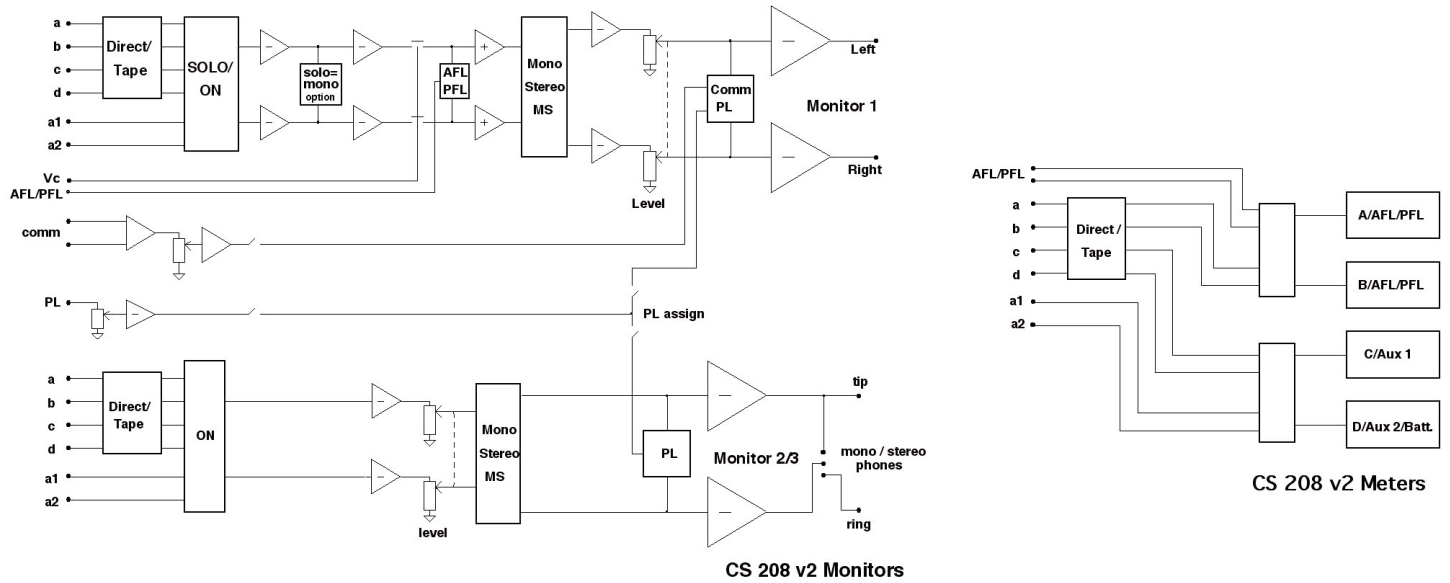 a
b
c
d
a1
a2
Direct/
Tape
SOLO/
ON
solo=
mono
option
AFL
PFL
Mono
Stereo
MS
Comm
PL
Left
Monitor 1
Right
Level
Vc
AFL/PFL
comm
PL
PL assign
a
b
c
d
a1
a2
Direct/
Tape
ON
level
Mono
Stereo
MS
PL
Monitor 2/3
tip
mono / stereo
phones
ring
CS 208 v2 Monitors
AFL/PFL
a
b
c
d
a1
a2
Direct /
Tape
A/AFL/PFL
B/AFL/PFL
C/Aux 1
D/Aux 2/Batt.
CS 208 v2 Meters